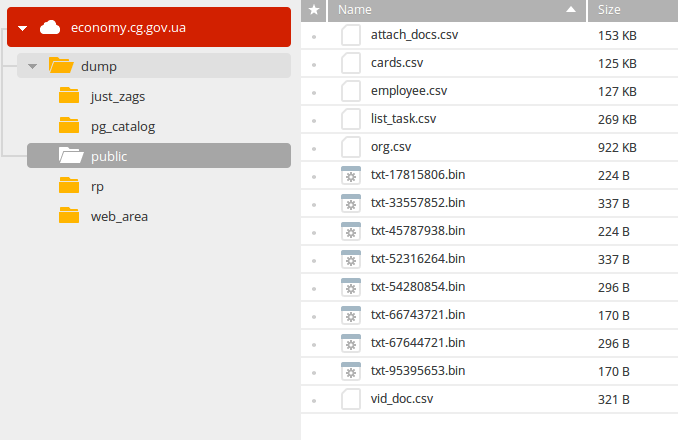 economy.cg.gov.ua
dump
just_zags
pg_catalog
public
rp
web_area
Name Size
attach_docs.csv 153 KB
cards.csv 125 KB
employee.csv 127 KB
list_task.csv 269 KB
org.csv 922 KB
txt-17815806.bin 224 B
txt-33557852.bin 337 B
txt-45787938.bin 224 B
txt-52316264.bin 337 B
txt-54280854.bin 296 B
txt-66743721.bin 170 B
txt-67644721.bin 296 B
txt-95395653.bin 170 B
vid_doc.csv 321 B